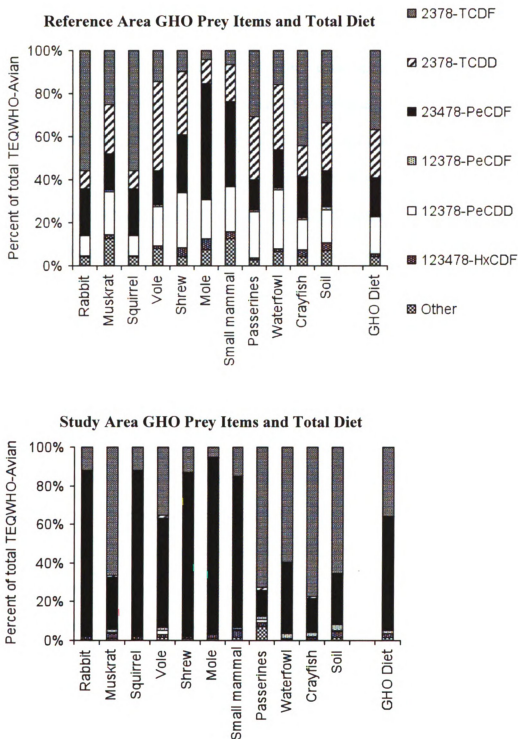 Reference Area GHO Prey Items and Total Diet
Percent of total TEQWHO-Avian
100%
80%
60%
40%
20%
0%
Rabbit
Muskrat
Squirrel
Vole
Shrew
Mole
Small mammal
Passerines
Waterfowl
Crayfish
Soil
GHO Diet
2378-TCDF
2378-TCDD
23478-PeCDF
12378-PeCDF
12378-PeCDD
123478-HxCDF
Other
Study Area GHO Prey Items and Total Diet
Percent of total TEQWHO-Avian
100%
80%
60%
40%
20%
0%
Rabbit
Muskrat
Squirrel
Vole
Shrew
Mole
Small mammal
Passerines
Waterfowl
Crayfish
Soil
GHO Diet